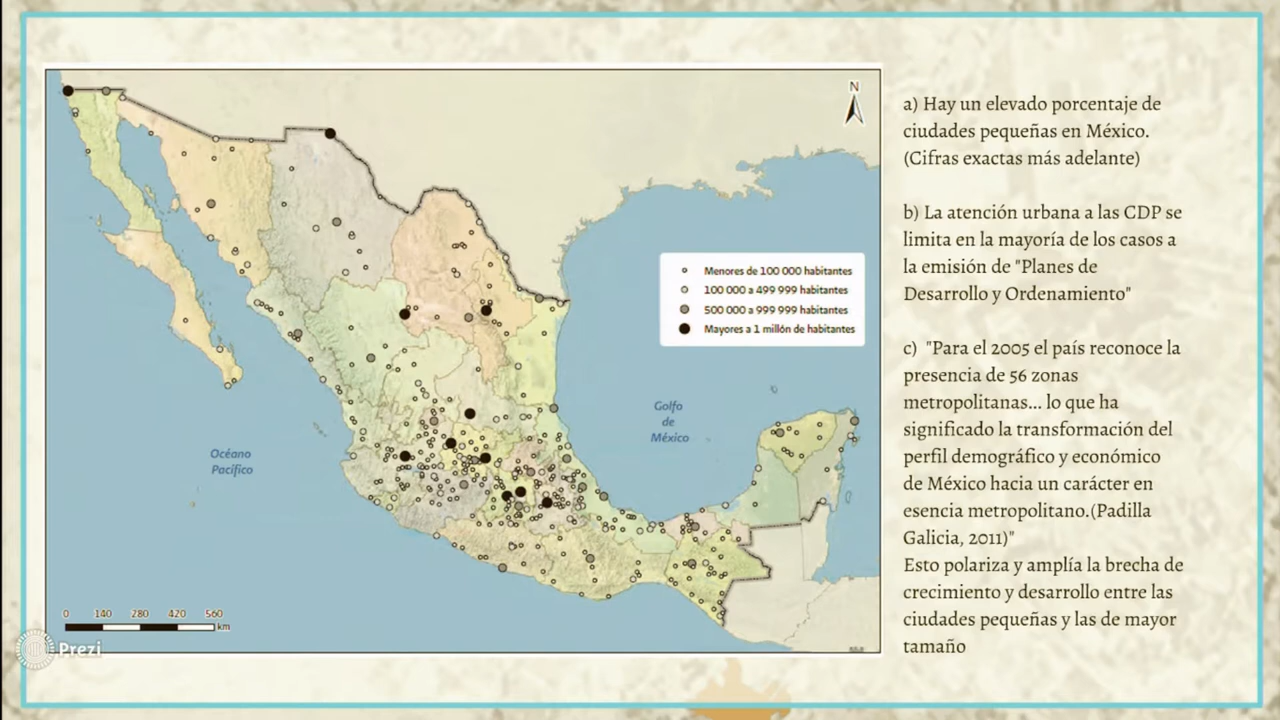 N
a) Hay un elevado porcentaje de
ciudades pequeñas en México.
(Cifras exactas más adelante)
b) La atención urbana a las CDP se
limita en la mayoría de los casos a
la emisión de "Planes de
Desarrollo y Ordenamiento"
c) "Para el 2005 el país reconoce la
presencia de 56 zonas
metropolitanas... lo que ha
significado la transformación del
perfil demográfico y económico
de México hacia un carácter en
esencia metropolitano.(Padilla
Galicia, 2011)"
Esto polariza y amplía la brecha de
crecimiento y desarrollo entre las
ciudades pequeñas y las de mayor
tamaño
Menores de 100 000 habitantes
100 000 a 499 999 habitantes
500 000 a 999 999 habitantes
Mayores a 1 millón de habitantes
Golfo
de
México
Océano
Pacífico
0 140 280 420 560
km
Prezi